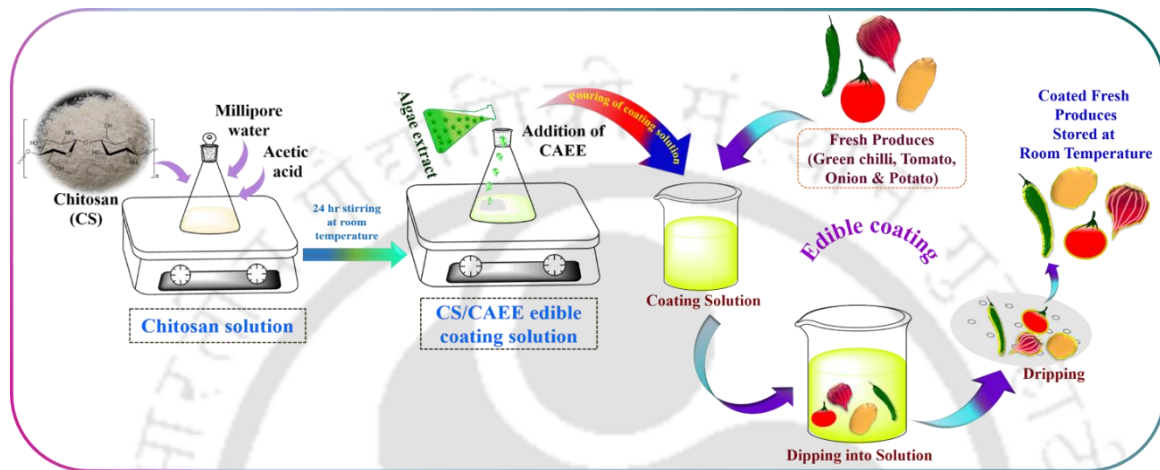 Chitosan
(CS)
Millipore
water
Acetic
acid
Chitosan solution
24 hr stirring
at room
temperature
Algae extract
Addition of
CAEE
CS/CAEE edible
coating solution
Pouring of coating solution
Fresh Produces
(Green chilli, Tomato,
Onion & Potato)
Coating Solution
Edible coating
Dipping into Solution
Dripping
Coated Fresh
Produces
Stored at
Room Temperature